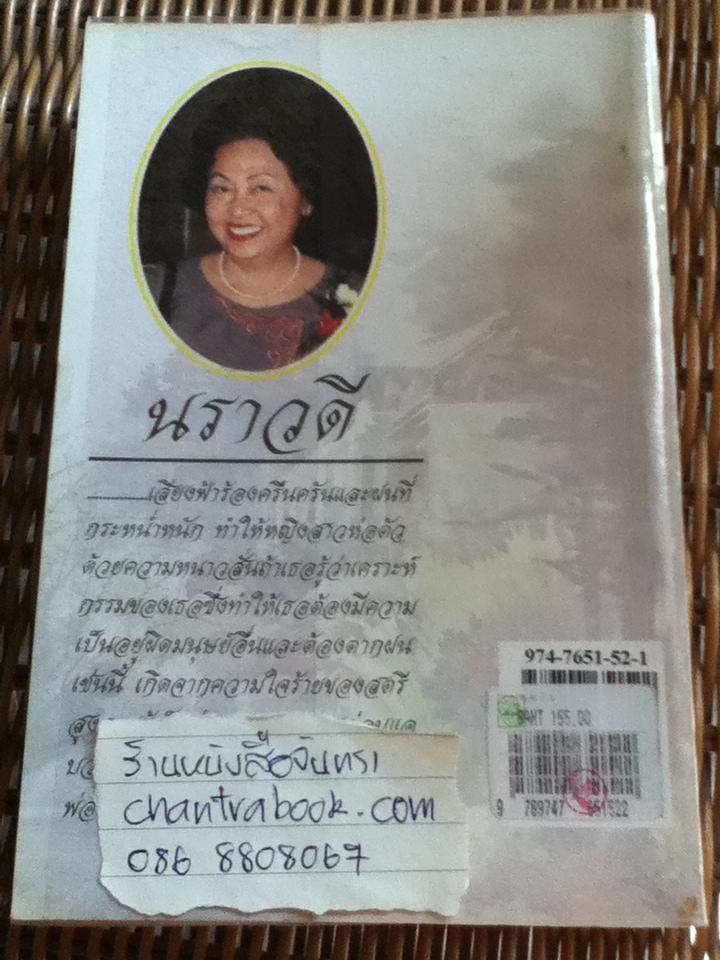 นราวดี
..............เสียงฟ้าร้องครืนครันและฝนที่
กระหน่ำหนัก ทำให้หญิงสาวห่อตัว
ด้วยความหนาวสั่นถ้าเธอรู้ว่าเคราะห์
กรรมของเธอซึ่งทำให้เธอต้องมีความ
เป็นอยู่ผิดมนุษย์อื่นและต้องตากฝน
เช่นนี้ เกิดจากความใจร้ายของสตรี
ร้านหนังสือจันทรา
chantrabook.com
086 8808067
974-7651-52-1
BAHT 155.00
9 789747 651522